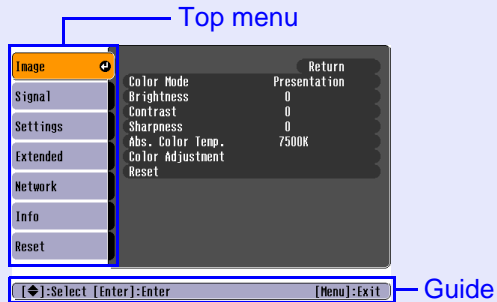 Top menu
Image
Signal
Settings
Extended
Network
Info
Reset
Return
Color Mode Presentation
Brightness 0
Contrast 0
Sharpness 0
Abs. Color Temp. 7500K
Color Adjustment
Reset
[◆]:Select [Enter]:Enter [Menu]:Exit
Guide